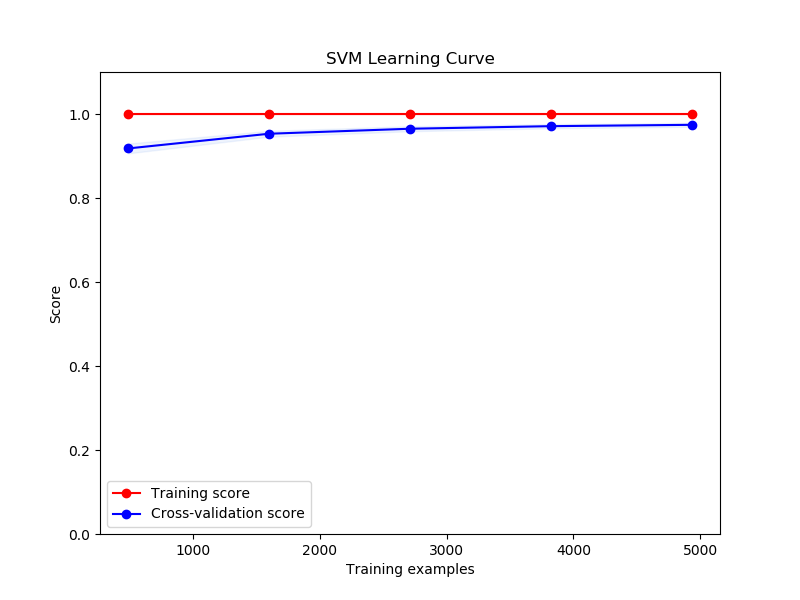 SVM Learning Curve
1.0
0.8
0.6
0.4
0.2
0.0
Score
Training score
Cross-validation score
1000 2000 3000 4000 5000
Training examples